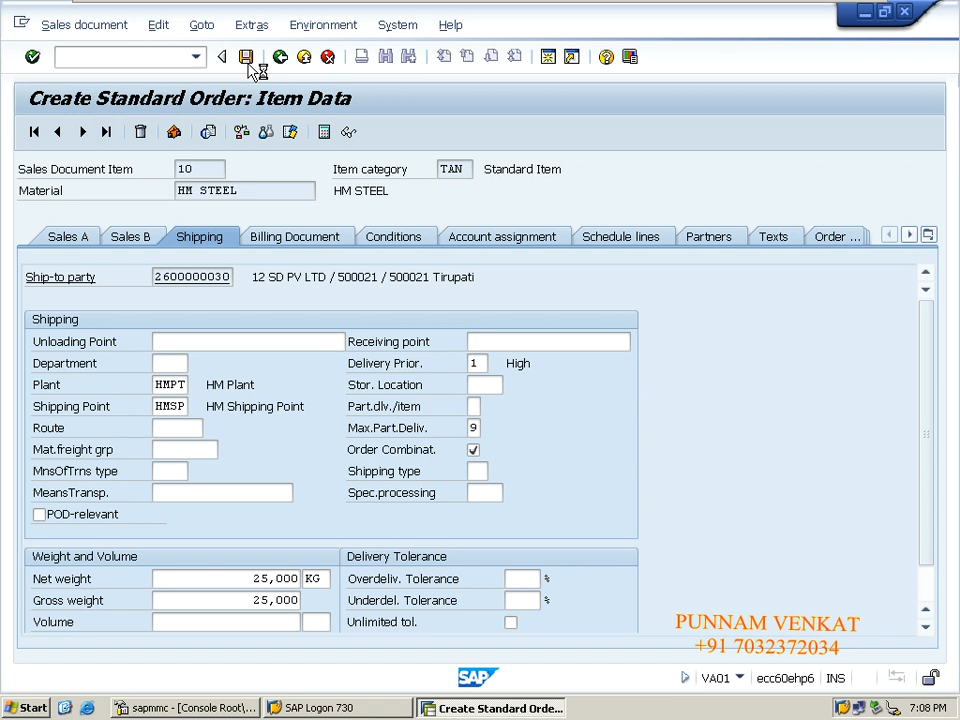 Sales document Edit Goto Extras Environment System Help
Create Standard Order: Item Data
Sales Document Item 10 Item category TAN Standard Item
Material HM STEEL HM STEEL
Sales A Sales B Shipping Billing Document Conditions Account assignment Schedule lines Partners Texts Order ...
Ship-to party 2600000030 12 SD PV LTD / 500021 / 500021 Tirupati
Shipping
Unloading Point Receiving point
Department Delivery Prior. 1 High
Plant HMPT HM Plant Stor. Location
Shipping Point HMSP HM Shipping Point Part.dlv./item
Route Max.Part.Deliv. 9
Mat.freight grp Order Combinat.
MnsOfTrns type Shipping type
MeansTransp. Spec.processing
POD-relevant
Weight and Volume Delivery Tolerance
Net weight 25,000 KG Overdeliv. Tolerance %
Gross weight 25,000 Underdel. Tolerance %
Volume Unlimited tol.
PUNNAM VENKAT
+91 7032372034
SAP VA01 ecc60ehp6 INS
Start sapmmc - [Console Root\... SAP Logon 730 Create Standard Orde... 7:08 PM